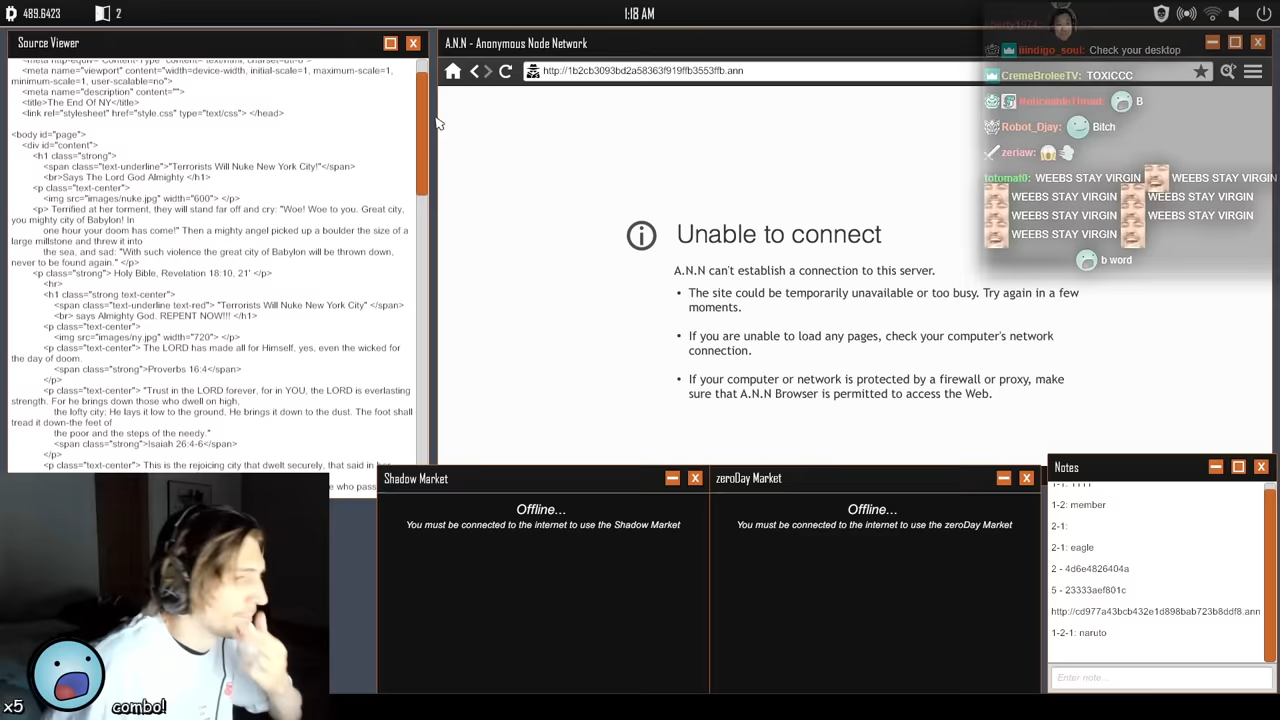 489.6423
2
1:18 AM
Source Viewer
<meta name="viewport" content="width=device-width, initial-scale=1, maximum-scale=1,
minimum-scale=1, user-scalable=no">
<meta name="description" content="">
<title>The End Of NY</title>
<link rel="stylesheet" href="style.css" type="text/css"> </head>
<body id="page">
<div id="content">
<h1 class="strong">
<span class="text-underline">"Terrorists Will Nuke New York City!"</span>
<br>Says The Lord God Almighty </h1>
<p class="text-center">
<img src="images/nuke.jpg" width="600"> </p>
<p> Terrified at her torment, they will stand far off and cry: "Woe! Woe to you. Great city,
you mighty city of Babylon! In
one hour your doom has come!" Then a mighty angel picked up a boulder the size of a
large millstone and threw it into
the sea, and sad: "With such violence the great city of Babylon will be thrown down,
never to be found again." </p>
<p class="strong"> Holy Bible, Revelation 18:10, 21' </p>
<hr>
<h1 class="strong text-center">
<span class="text-underline text-red"> "Terrorists Will Nuke New York City" </span>
<br> says Almighty God. REPENT NOW!!! </h1>
<p class="text-center">
<img src="images/ny.jpg" width="720"> </p>
<p class="text-center"> The LORD has made all for Himself, yes, even the wicked for
the day of doom.
<span class="strong">Proverbs 16:4</span>
</p>
<p class="text-center"> "Trust in the LORD forever, for in YOU, the LORD is everlasting
strength. For he brings down those who dwell on high,
the lofty city; He lays it low to the ground, He brings it down to the dust. The foot shall
tread it down-the feet of
the poor and the steps of the needy."
<span class="strong">Isaiah 26:4-6</span>
</p>
<p class="text-center"> This is the rejoicing city that dwelt securely, that said in her
who pass
A.N.N - Anonymous Node Network
http://1b2cb3093bd2a58363f919ffb3553ffb.ann
Unable to connect
A.N.N can't establish a connection to this server.
• The site could be temporarily unavailable or too busy. Try again in a few
moments.
• If you are unable to load any pages, check your computer's network
connection.
• If your computer or network is protected by a firewall or proxy, make
sure that A.N.N Browser is permitted to access the Web.
iiindigo_soul: Check your desktop
CremeBroleeTV: TOXICCC
NoticeableThread: B
Robot_Djay: Bitch
zeriaw:
totomat0: WEEBS STAY VIRGIN WEEBS STAY VIRGIN
WEEBS STAY VIRGIN WEEBS STAY VIRGIN
WEEBS STAY VIRGIN WEEBS STAY VIRGIN
WEEBS STAY VIRGIN
b word
Shadow Market
Offline...
You must be connected to the internet to use the Shadow Market
zeroDay Market
Offline...
You must be connected to the internet to use the zeroDay Market
Notes
1-1: 1111
1-2: member
2-1:
2-1: eagle
2 - 4d6e4826404a
5 - 23333aef801c
http://cd977a43bcb432e1d898bab723b8ddf8.ann
1-2-1: naruto
Enter note...
x5
combo!